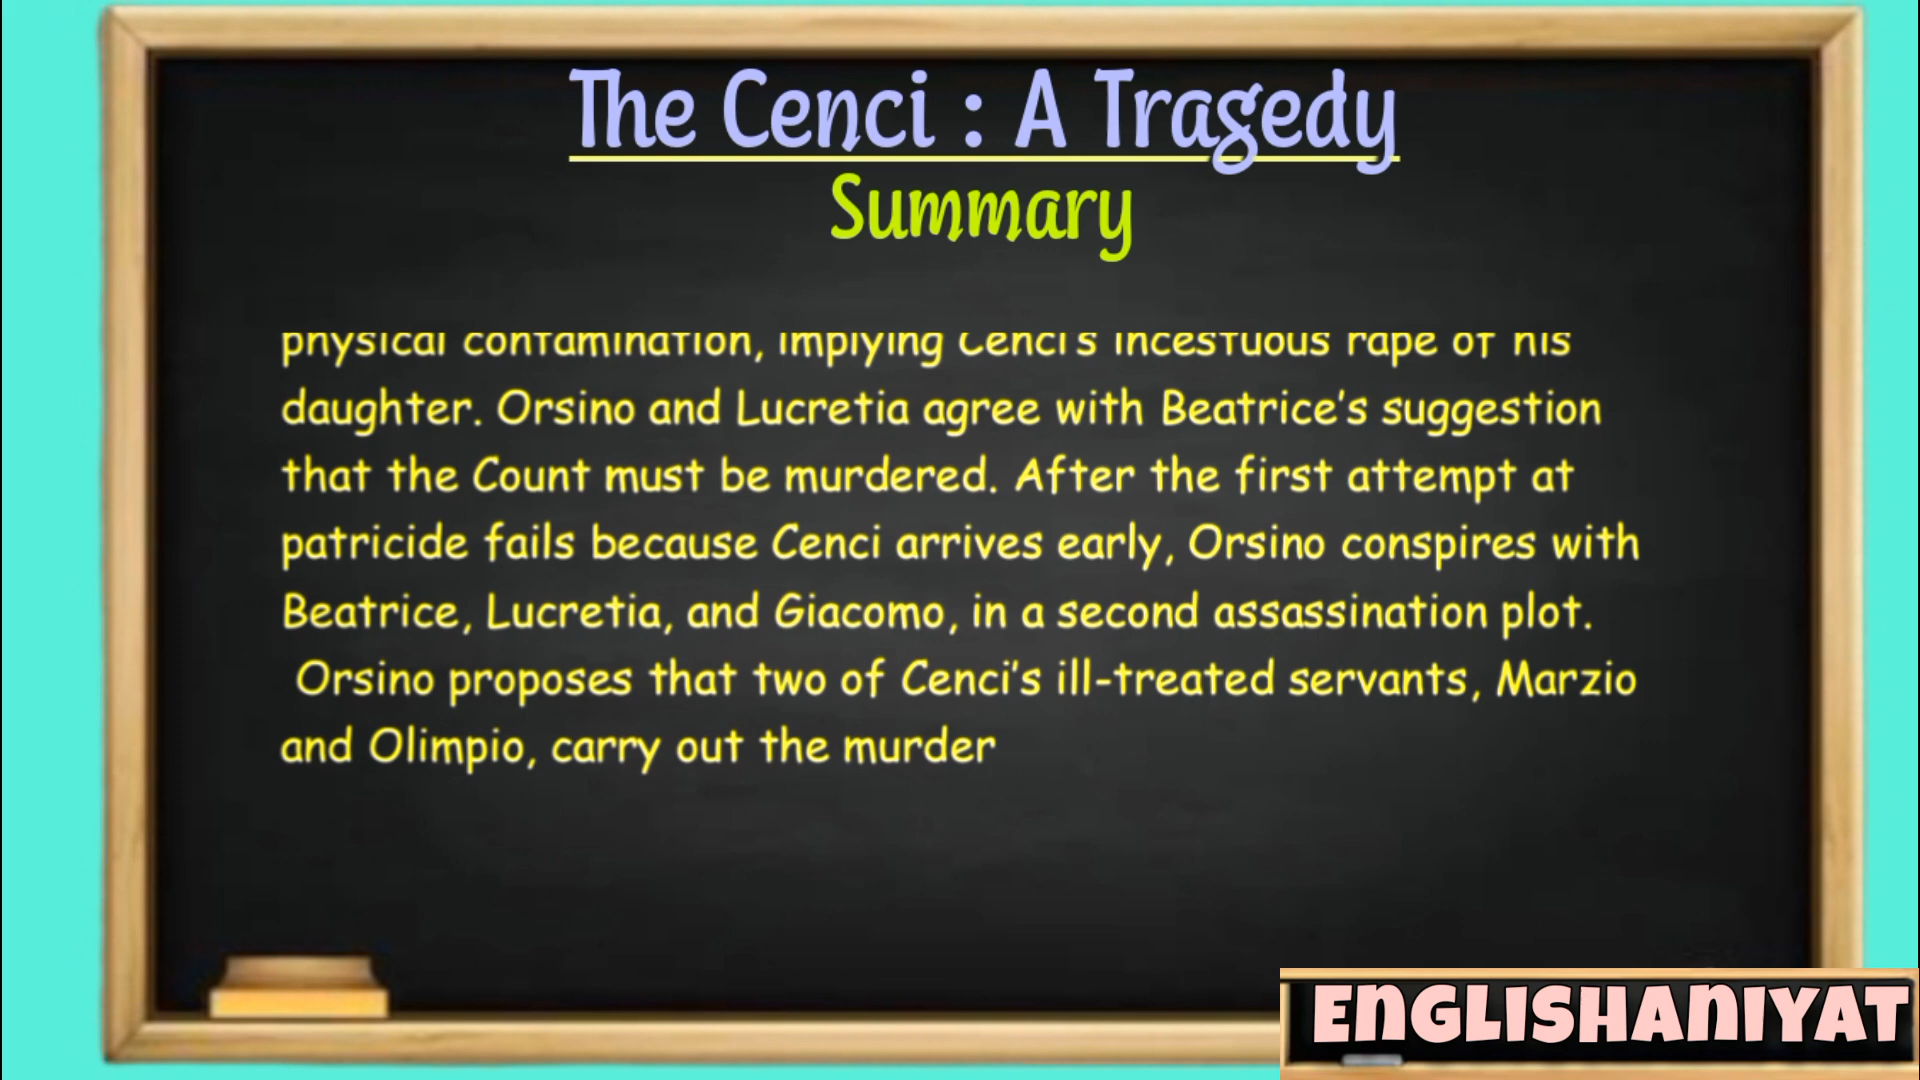 The Cenci : A Tragedy
Summary
physical contamination, implying Cenci's incestuous rape of his
daughter. Orsino and Lucretia agree with Beatrice's suggestion
that the Count must be murdered. After the first attempt at
patricide fails because Cenci arrives early, Orsino conspires with
Beatrice, Lucretia, and Giacomo, in a second assassination plot.
Orsino proposes that two of Cenci's ill-treated servants, Marzio
and Olimpio, carry out the murder
ENGLISHANIYAT